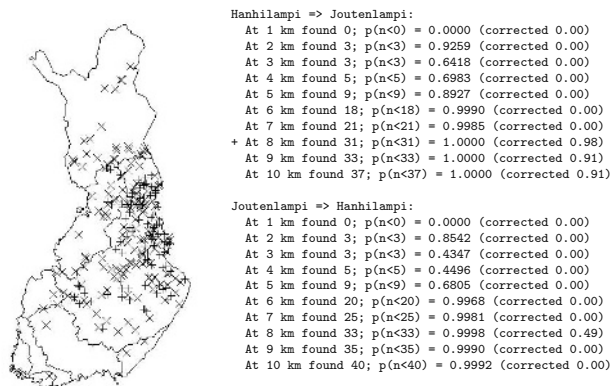 Hanhilampi => Joutenlampi:
At 1 km found 0; p(n<0) = 0.0000 (corrected 0.00)
At 2 km found 3; p(n<3) = 0.9259 (corrected 0.00)
At 3 km found 3; p(n<3) = 0.6418 (corrected 0.00)
At 4 km found 5; p(n<5) = 0.6983 (corrected 0.00)
At 5 km found 9; p(n<9) = 0.8927 (corrected 0.00)
At 6 km found 18; p(n<18) = 0.9990 (corrected 0.00)
At 7 km found 21; p(n<21) = 0.9985 (corrected 0.00)
+ At 8 km found 31; p(n<31) = 1.0000 (corrected 0.98)
At 9 km found 33; p(n<33) = 1.0000 (corrected 0.91)
At 10 km found 37; p(n<37) = 1.0000 (corrected 0.91)
Joutenlampi => Hanhilampi:
At 1 km found 0; p(n<0) = 0.0000 (corrected 0.00)
At 2 km found 3; p(n<3) = 0.8542 (corrected 0.00)
At 3 km found 3; p(n<3) = 0.4347 (corrected 0.00)
At 4 km found 5; p(n<5) = 0.4496 (corrected 0.00)
At 5 km found 9; p(n<9) = 0.6805 (corrected 0.00)
At 6 km found 20; p(n<20) = 0.9968 (corrected 0.00)
At 7 km found 25; p(n<25) = 0.9981 (corrected 0.00)
At 8 km found 33; p(n<33) = 0.9998 (corrected 0.49)
At 9 km found 35; p(n<35) = 0.9990 (corrected 0.00)
At 10 km found 40; p(n<40) = 0.9992 (corrected 0.00)